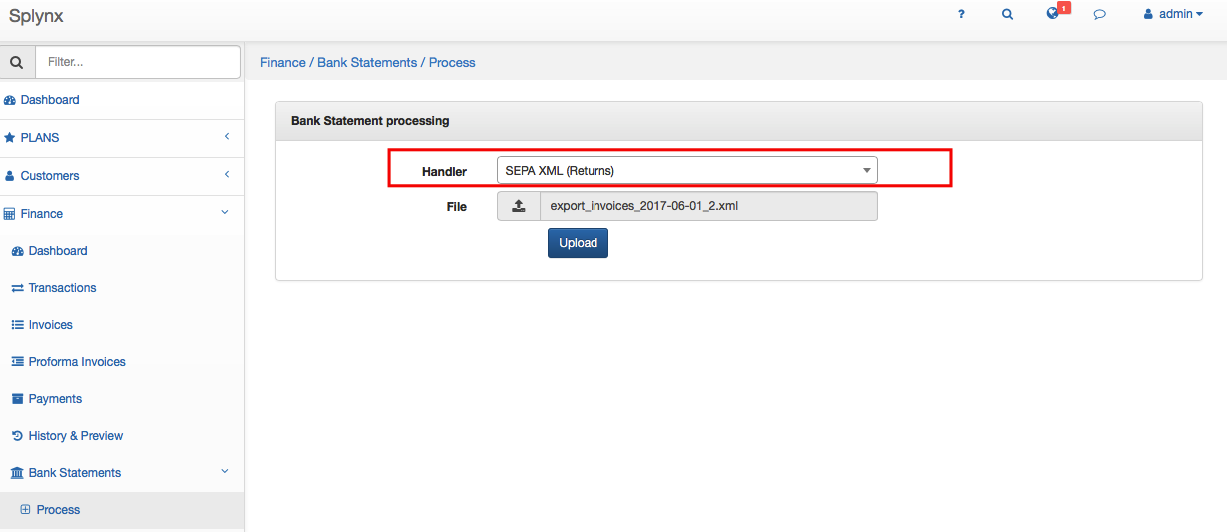 Splynx
? 1 admin
Filter...
Finance / Bank Statements / Process
Dashboard
PLANS
Customers
Finance
Dashboard
Transactions
Invoices
Proforma Invoices
Payments
History & Preview
Bank Statements
Process
Bank Statement processing
Handler SEPA XML (Returns)
File export_invoices_2017-06-01_2.xml
Upload